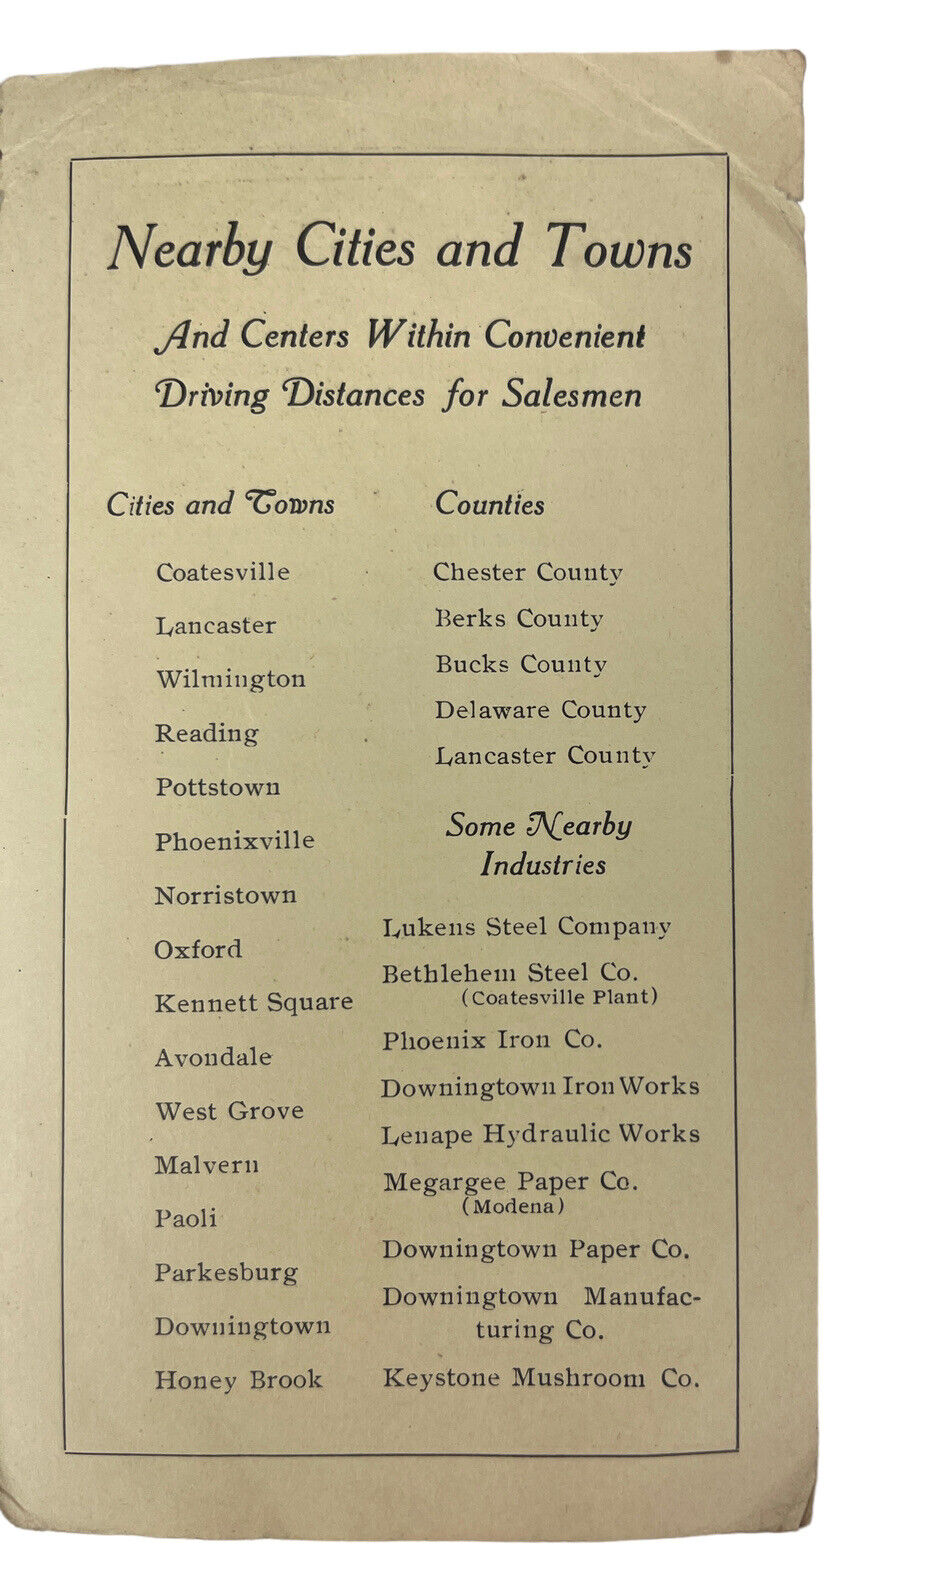 Nearby Cities and Towns
And Centers Within Convenient
Driving Distances for Salesmen
Cities and Towns
Coatesville
Lancaster
Wilmington
Reading
Pottstown
Phoenixville
Norristown
Oxford
Kennett Square
Avondale
West Grove
Malvern
Paoli
Parkesburg
Downingtown
Honey Brook
Counties
Chester County
Berks County
Bucks County
Delaware County
Lancaster County
Some Nearby
Industries
Lukens Steel Company
Bethlehem Steel Co.
(Coatesville Plant)
Phoenix Iron Co.
Downingtown Iron Works
Lenape Hydraulic Works
Megargee Paper Co.
(Modena)
Downingtown Paper Co.
Downingtown Manufac-
turing Co.
Keystone Mushroom Co.